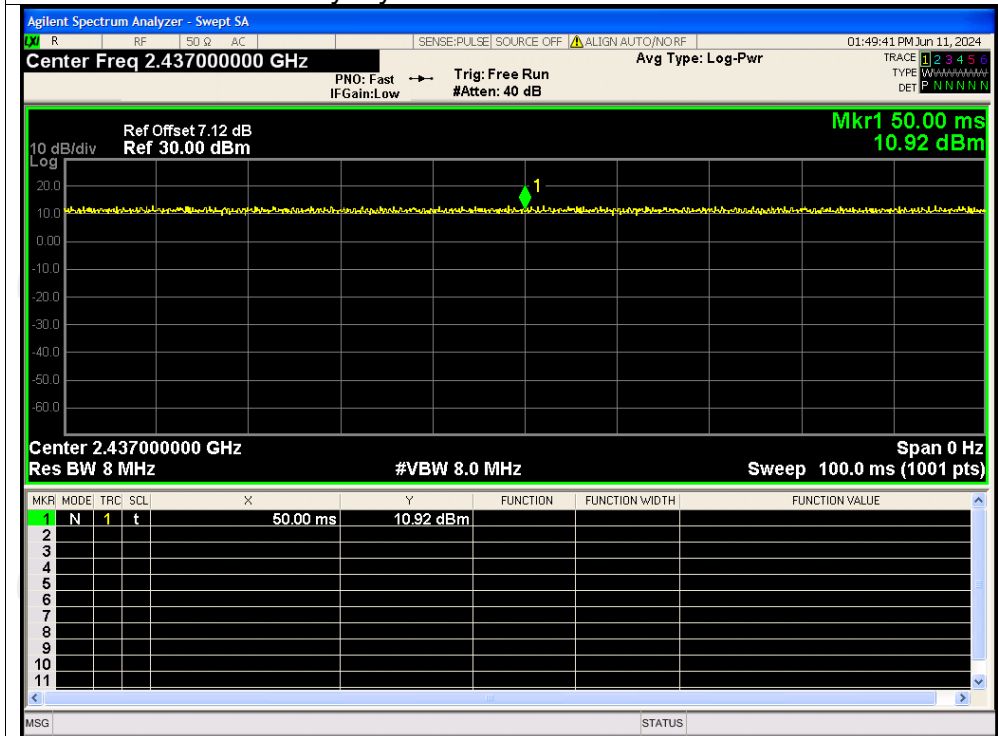 Agilent Spectrum Analyzer - Swept SA
LXI R RF 50 Ω AC SENSE:PULSE SOURCE OFF ALIGN AUTO/NO RF 01:49:41 PM Jun 11, 2024
Center Freq 2.437000000 GHz
PNO: Fast
IFGain:Low
Trig: Free Run
#Atten: 40 dB
Avg Type: Log-Pwr
TRACE 1 2 3 4 5 6
TYPE WWWWWWW
DET P N N N N N
Mkr1 50.00 ms
10.92 dBm
Ref Offset 7.12 dB
10 dB/div Ref 30.00 dBm
Log
20.0
1
10.0
0.00
-10.0
-20.0
-30.0
-40.0
-50.0
-60.0
Center 2.437000000 GHz Span 0 Hz
Res BW 8 MHz #VBW 8.0 MHz Sweep 100.0 ms (1001 pts)
MKR MODE TRC SCL X Y FUNCTION FUNCTION WIDTH FUNCTION VALUE
1 N 1 t 50.00 ms 10.92 dBm
2
3
4
5
6
7
8
9
10
11
MSG STATUS